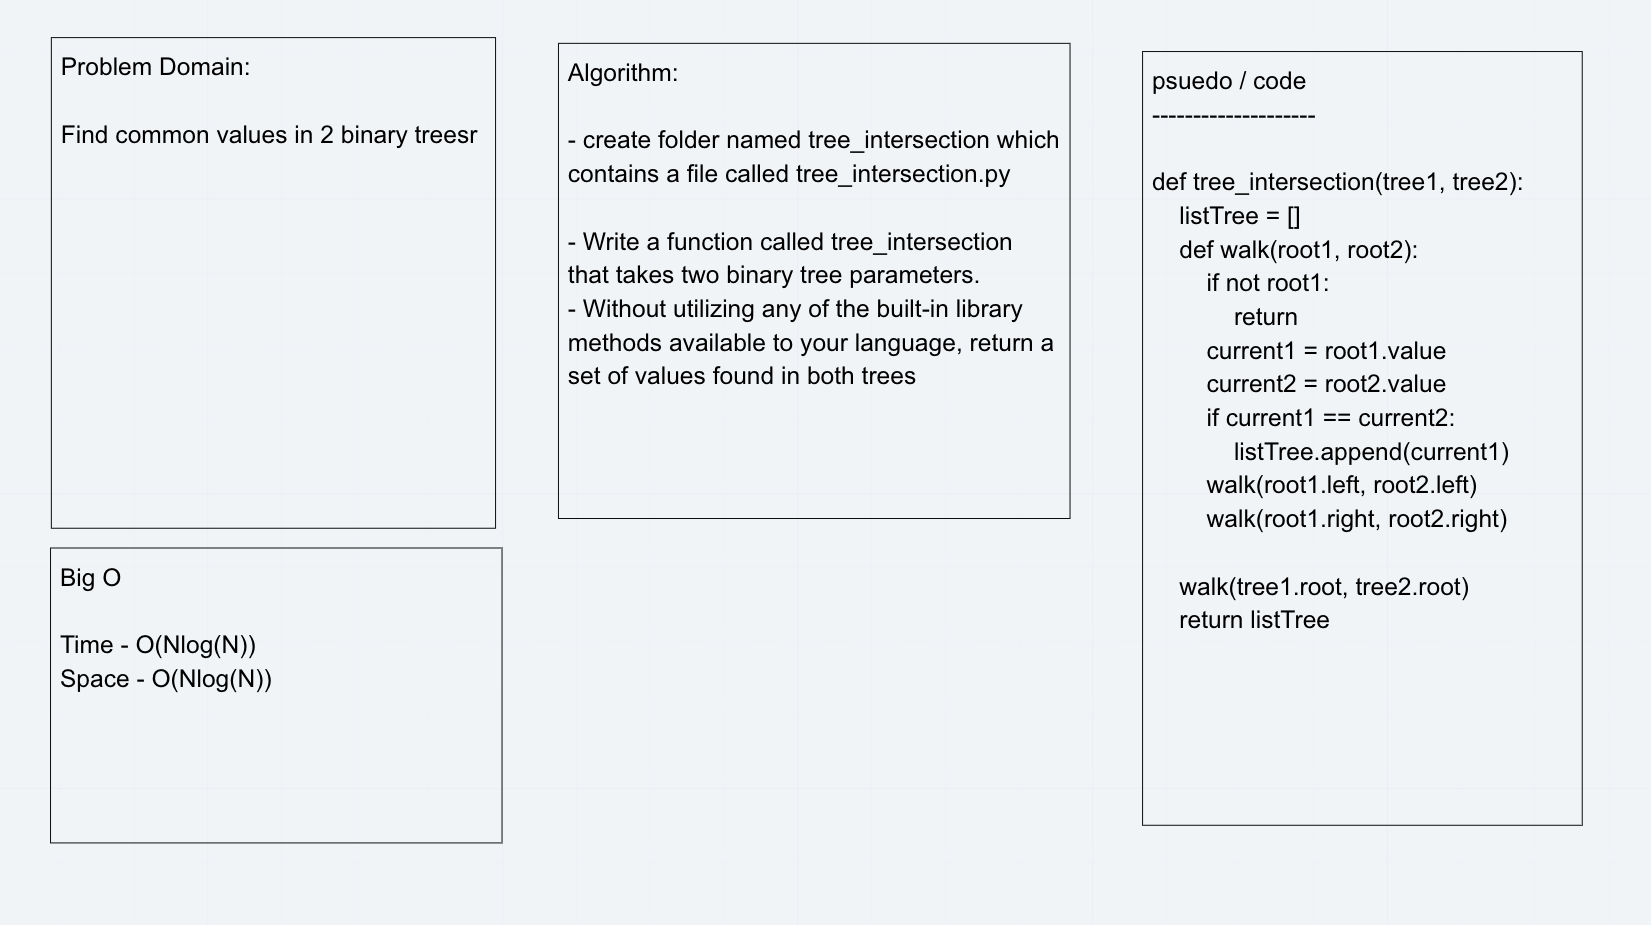 Problem Domain:
Find common values in 2 binary treesr
Big O
Time - O(Nlog(N))
Space - O(Nlog(N))
Algorithm:
- create folder named tree_intersection which
contains a file called tree_intersection.py
- Write a function called tree_intersection
that takes two binary tree parameters.
- Without utilizing any of the built-in library
methods available to your language, return a
set of values found in both trees
psuedo / code
--------------------
def tree_intersection(tree1, tree2):
    listTree = []
    def walk(root1, root2):
        if not root1:
            return
        current1 = root1.value
        current2 = root2.value
        if current1 == current2:
            listTree.append(current1)
        walk(root1.left, root2.left)
        walk(root1.right, root2.right)
    walk(tree1.root, tree2.root)
    return listTree